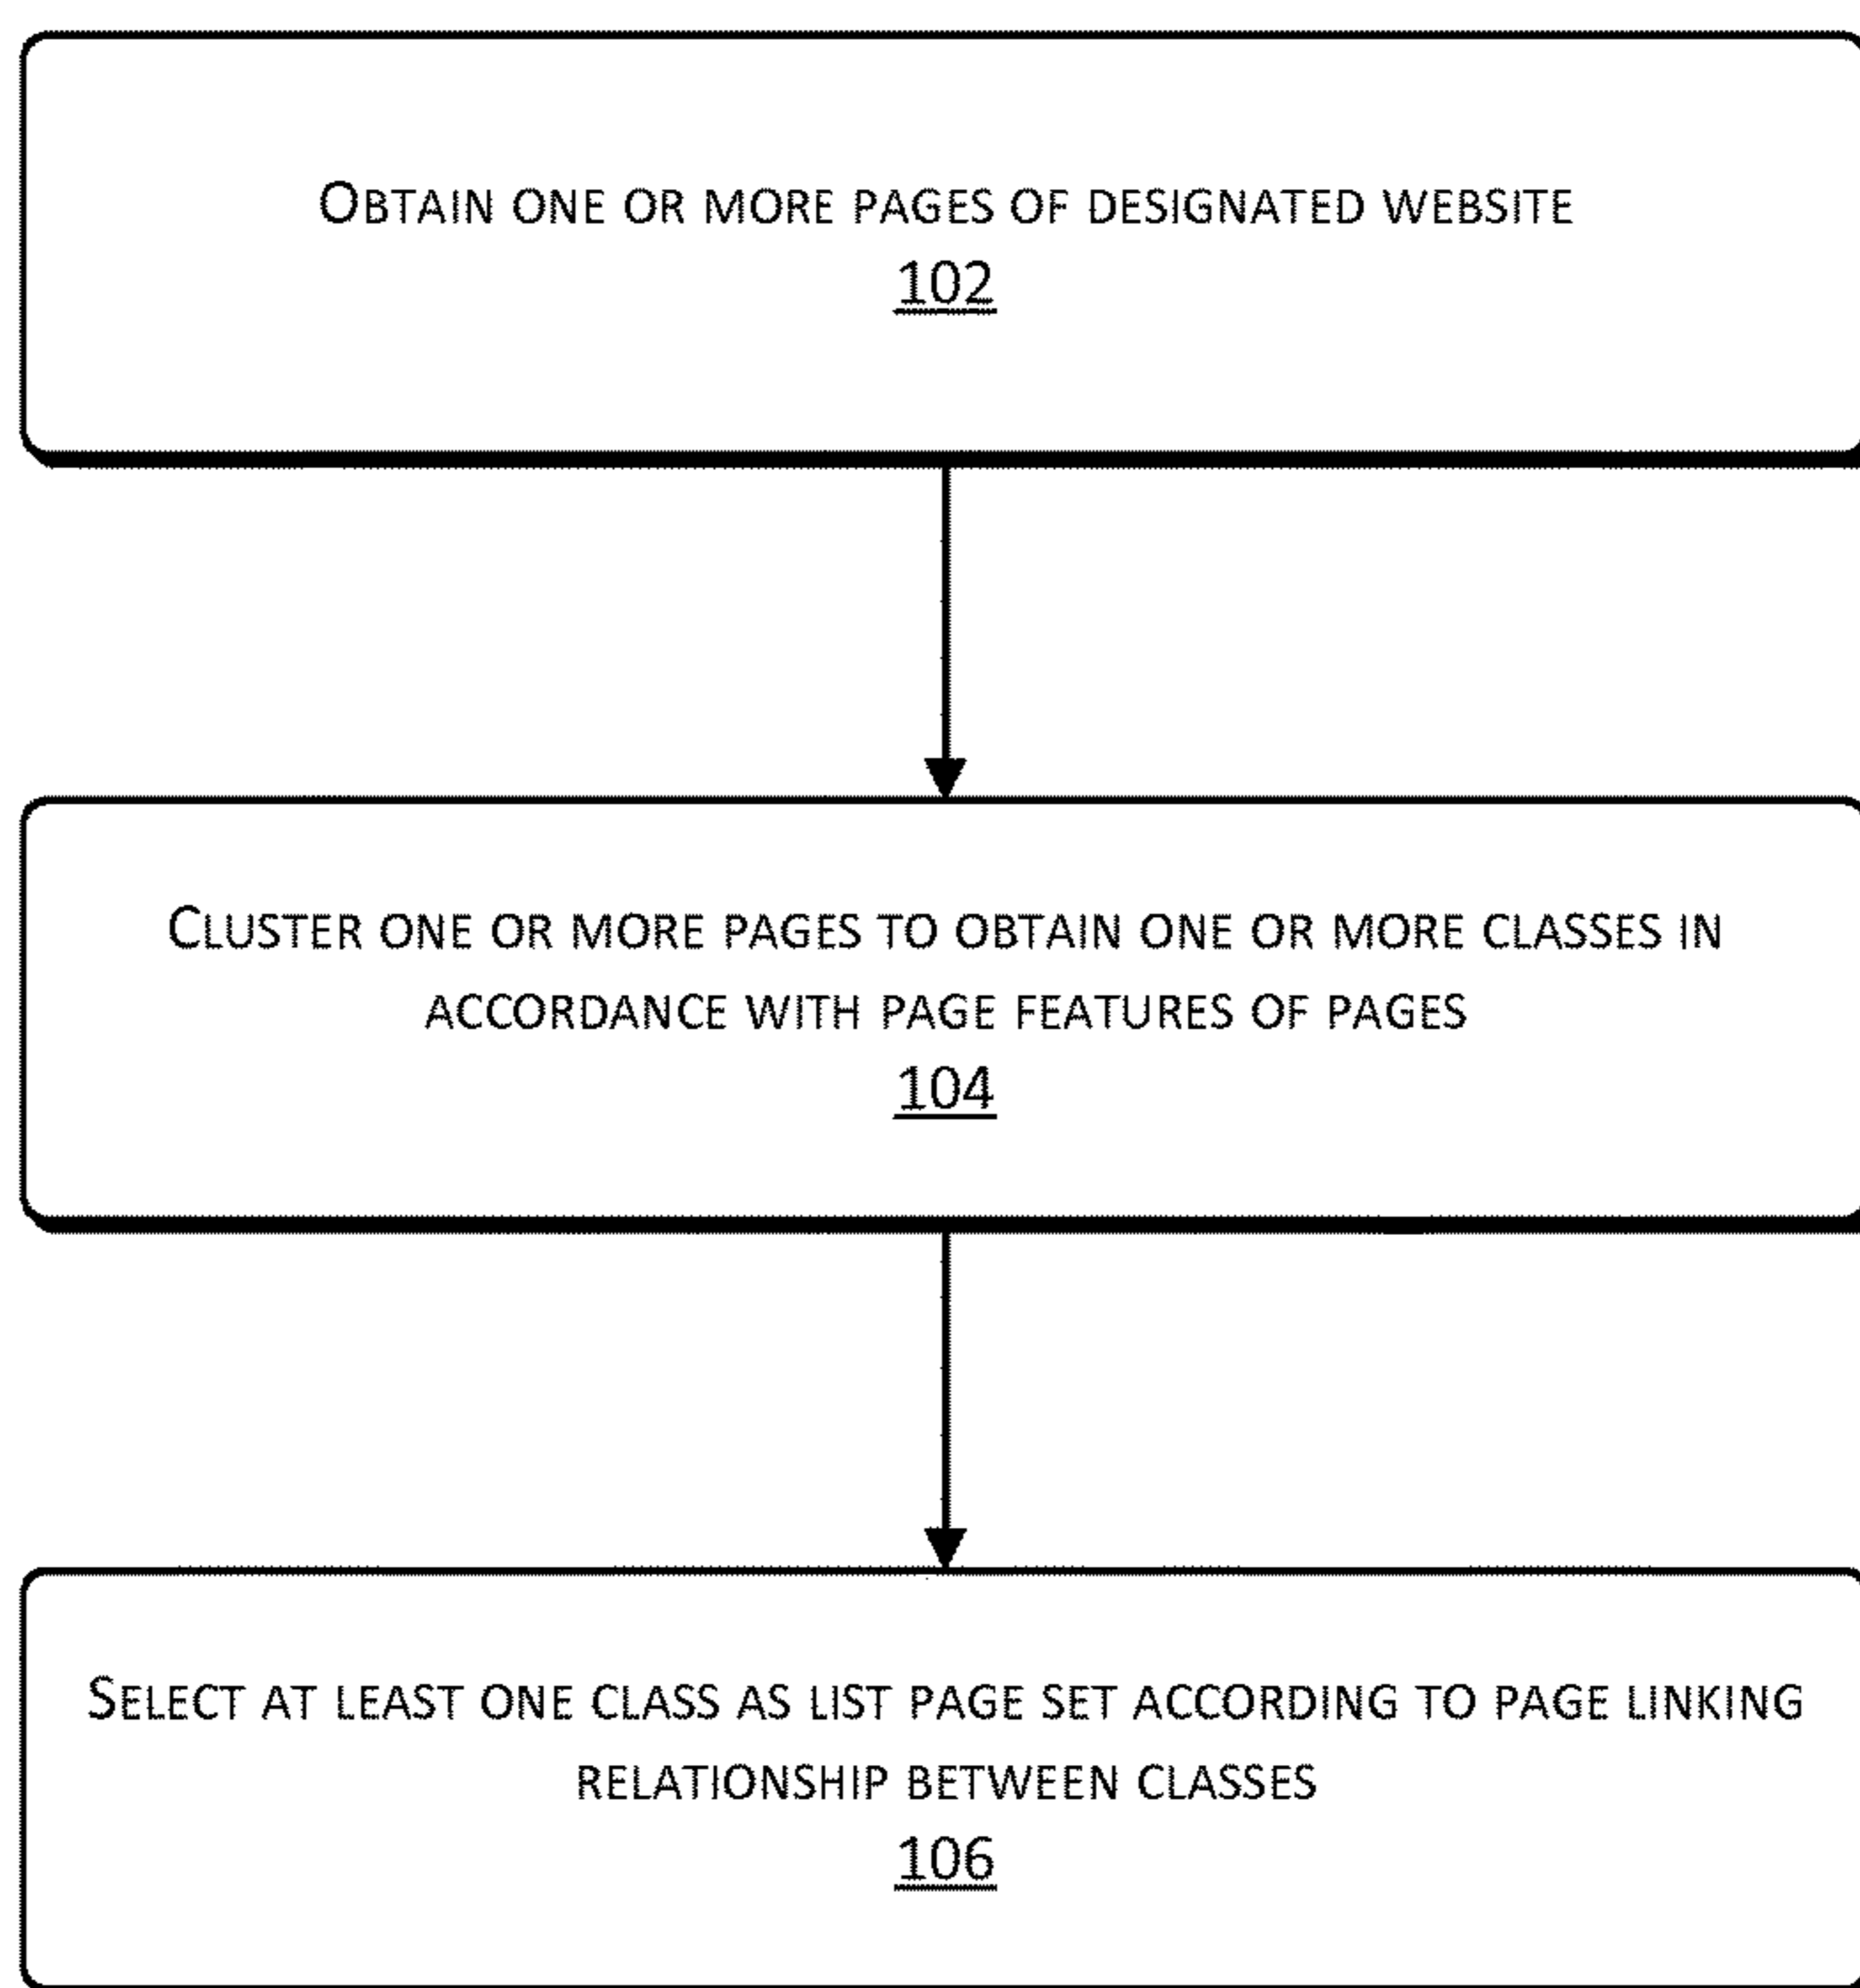 OBTAIN ONE OR MORE PAGES OF DESIGNATED WEBSITE
102
CLUSTER ONE OR MORE PAGES TO OBTAIN ONE OR MORE CLASSES IN
ACCORDANCE WITH PAGE FEATURES OF PAGES
104
SELECT AT LEAST ONE CLASS AS LIST PAGE SET ACCORDING TO PAGE LINKING
RELATIONSHIP BETWEEN CLASSES
106